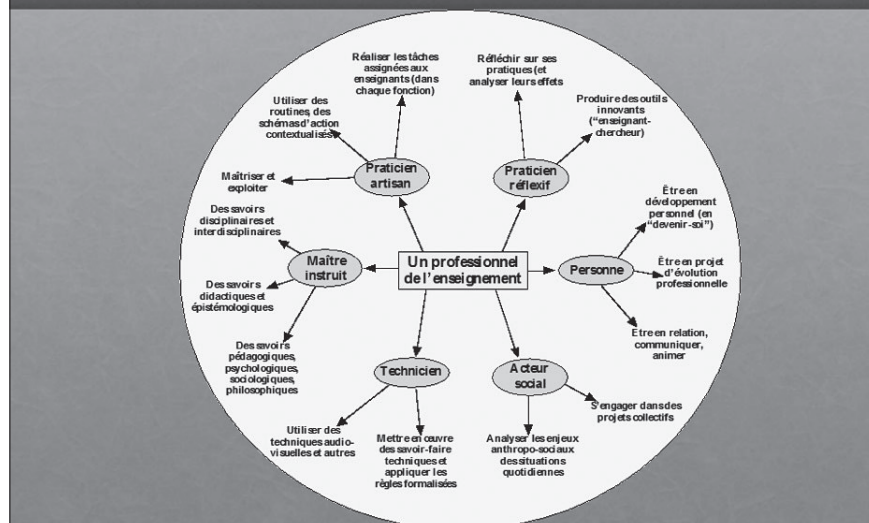 Réaliser les tâches
assignées aux
enseignants (dans
chaque fonction)
Réfléchir sur ses
pratiques (et
analyser leurs effets
Utiliser des
routines, des
schémas d'action
contextualisés
Produire des outils
innovants
("enseignant-
chercheur)
Praticien
artisan
Praticien
réflexif
Maîtriser et
exploiter
Des savoirs
disciplinaires et
interdisciplinaires
Être en
développement
personnel (en
"devenir-soi")
Maître
instruit
Un professionnel
de l'enseignement
Personne
Être en projet
d'évolution
professionnelle
Des savoirs
didactiques et
épistémologiques
Etre en relation,
communiquer,
animer
Des savoirs
pédagogiques,
psychologiques,
sociologiques,
philosophiques
Technicien
Acteur
social
S'engager dans des
projets collectifs
Utiliser des
techniques audio-
visuelles et autres
Mettre en œuvre
des savoir-faire
techniques et
appliquer les
règles formalisées
Analyser les enjeux
anthropo-sociaux
des situations
quotidiennes